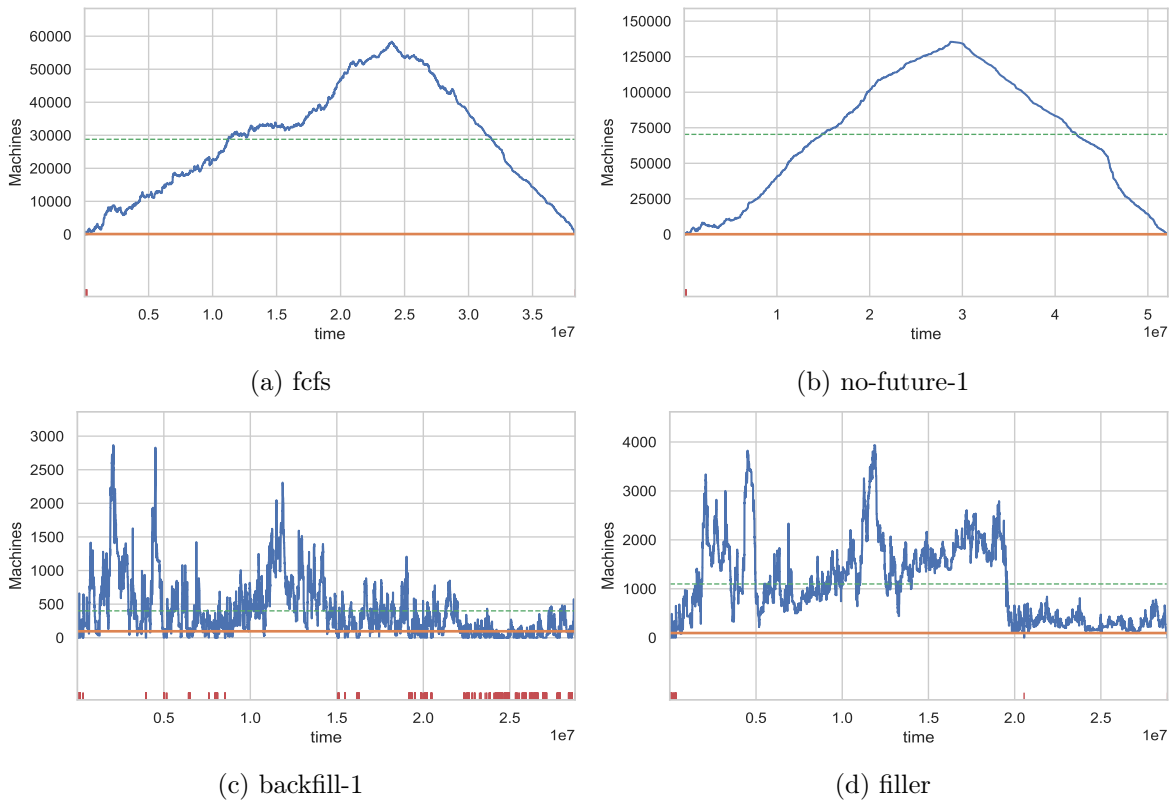 60000
50000
40000
30000
20000
10000
0
Machines
0.5 1.0 1.5 2.0 2.5 3.0 3.5
1e7
time
(a) fcfs
150000
125000
100000
75000
50000
25000
0
Machines
1 2 3 4 5
1e7
time
(b) no-future-1
3000
2500
2000
1500
1000
500
0
Machines
0.5 1.0 1.5 2.0 2.5
1e7
time
(c) backfill-1
4000
3000
2000
1000
0
Machines
0.5 1.0 1.5 2.0 2.5
1e7
time
(d) filler